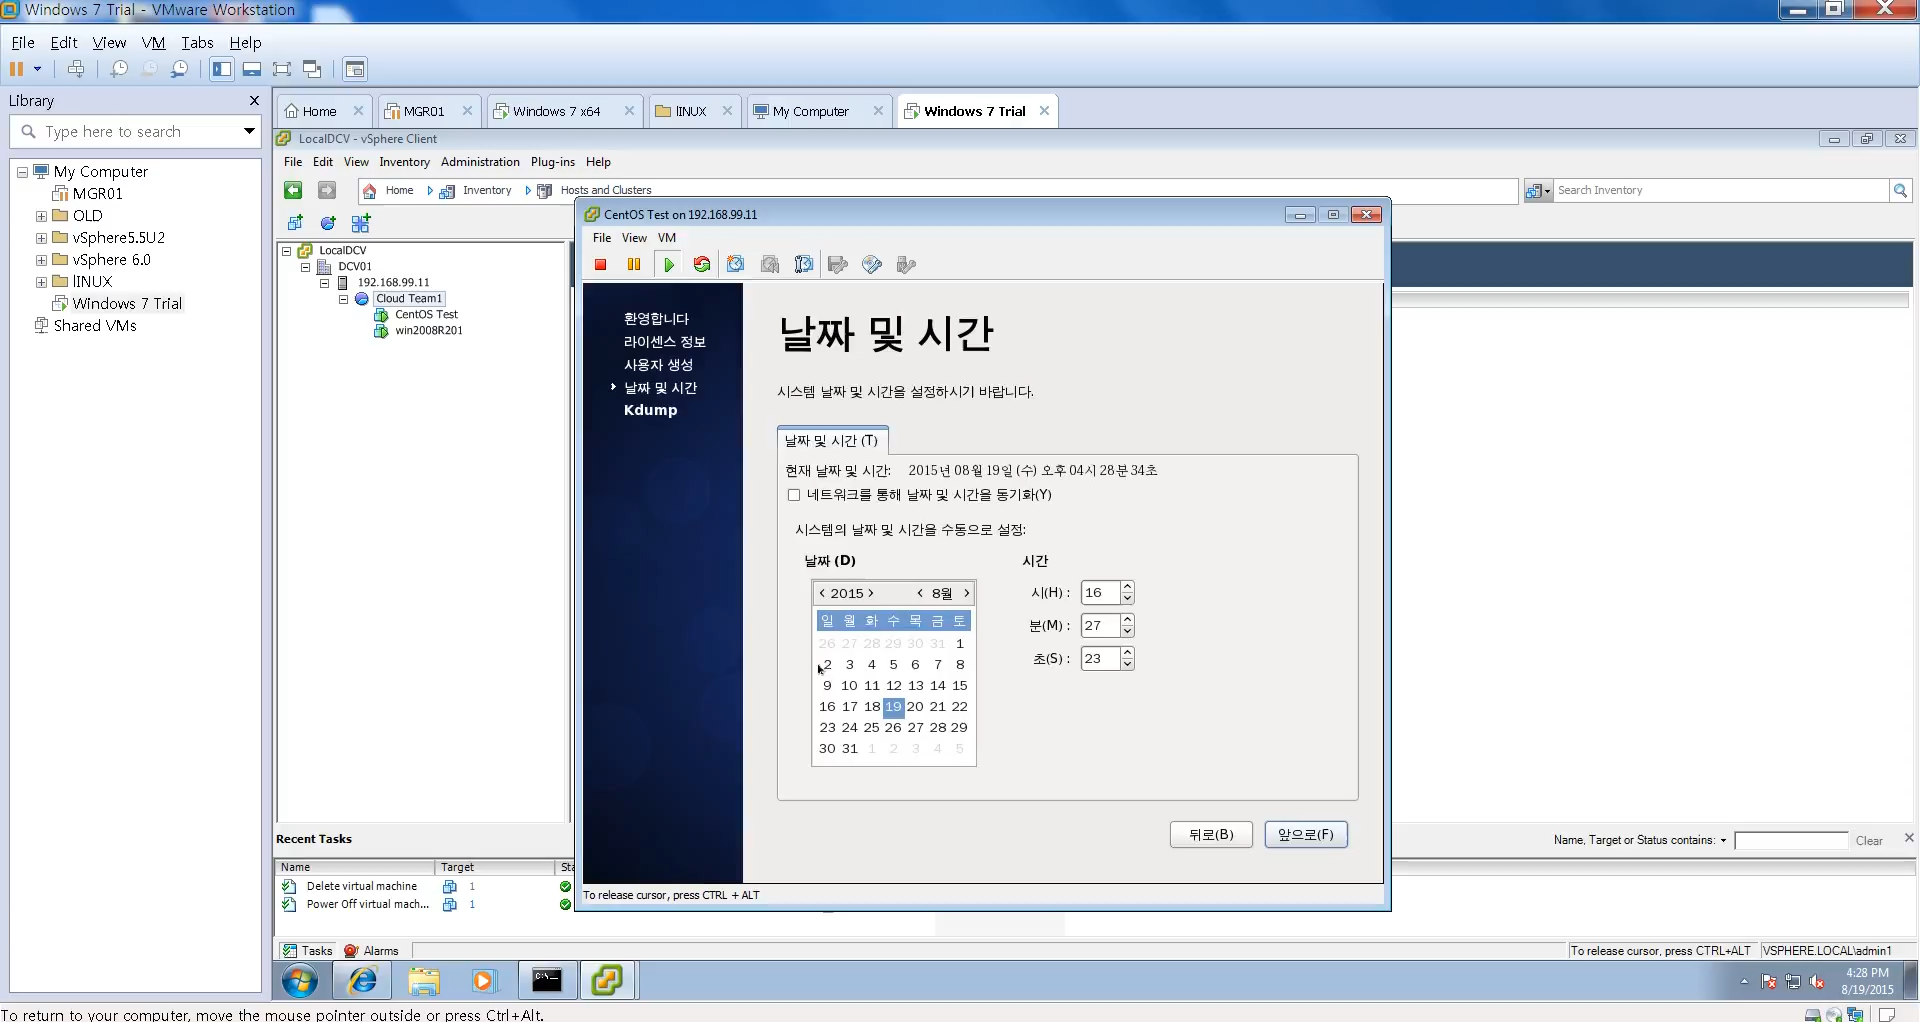 Windows 7 Trial - VMware Workstation
File Edit View VM Tabs Help
Library
Type here to search
My Computer
MGR01
OLD
vSphere5.5U2
vSphere 6.0
lINUX
Windows 7 Trial
Shared VMs
Home MGR01 Windows 7 x64 lINUX My Computer Windows 7 Trial
LocalDCV - vSphere Client
File Edit View Inventory Administration Plug-ins Help
Home Inventory Hosts and Clusters
Search Inventory
LocalDCV
DCV01
192.168.99.11
Cloud Team1
CentOS Test
win2008R201
CentOS Test on 192.168.99.11
File View VM
환영합니다
라이센스 정보
사용자 생성
날짜 및 시간
Kdump
날짜 및 시간
시스템 날짜 및 시간을 설정하시기 바랍니다.
날짜 및 시간 (T)
현재 날짜 및 시간: 2015년 08월 19일 (수) 오후 04시 28분 34초
네트워크를 통해 날짜 및 시간을 동기화(Y)
시스템의 날짜 및 시간을 수동으로 설정:
날짜 (D)
< 2015 > < 8월 >
일 월 화 수 목 금 토
26 27 28 29 30 31 1
2 3 4 5 6 7 8
9 10 11 12 13 14 15
16 17 18 19 20 21 22
23 24 25 26 27 28 29
30 31 1 2 3 4 5
시간
시(H) : 16
분(M) : 27
초(S) : 23
뒤로(B) 앞으로(F)
To release cursor, press CTRL + ALT
Recent Tasks
Name, Target or Status contains: Clear
Name Target Sta
Delete virtual machine 1
Power Off virtual mach... 1
Tasks Alarms
To release cursor, press CTRL+ALT VSPHERE.LOCAL\admin1
C:\.
4:28 PM
8/19/2015
To return to your computer, move the mouse pointer outside or press Ctrl+Alt.